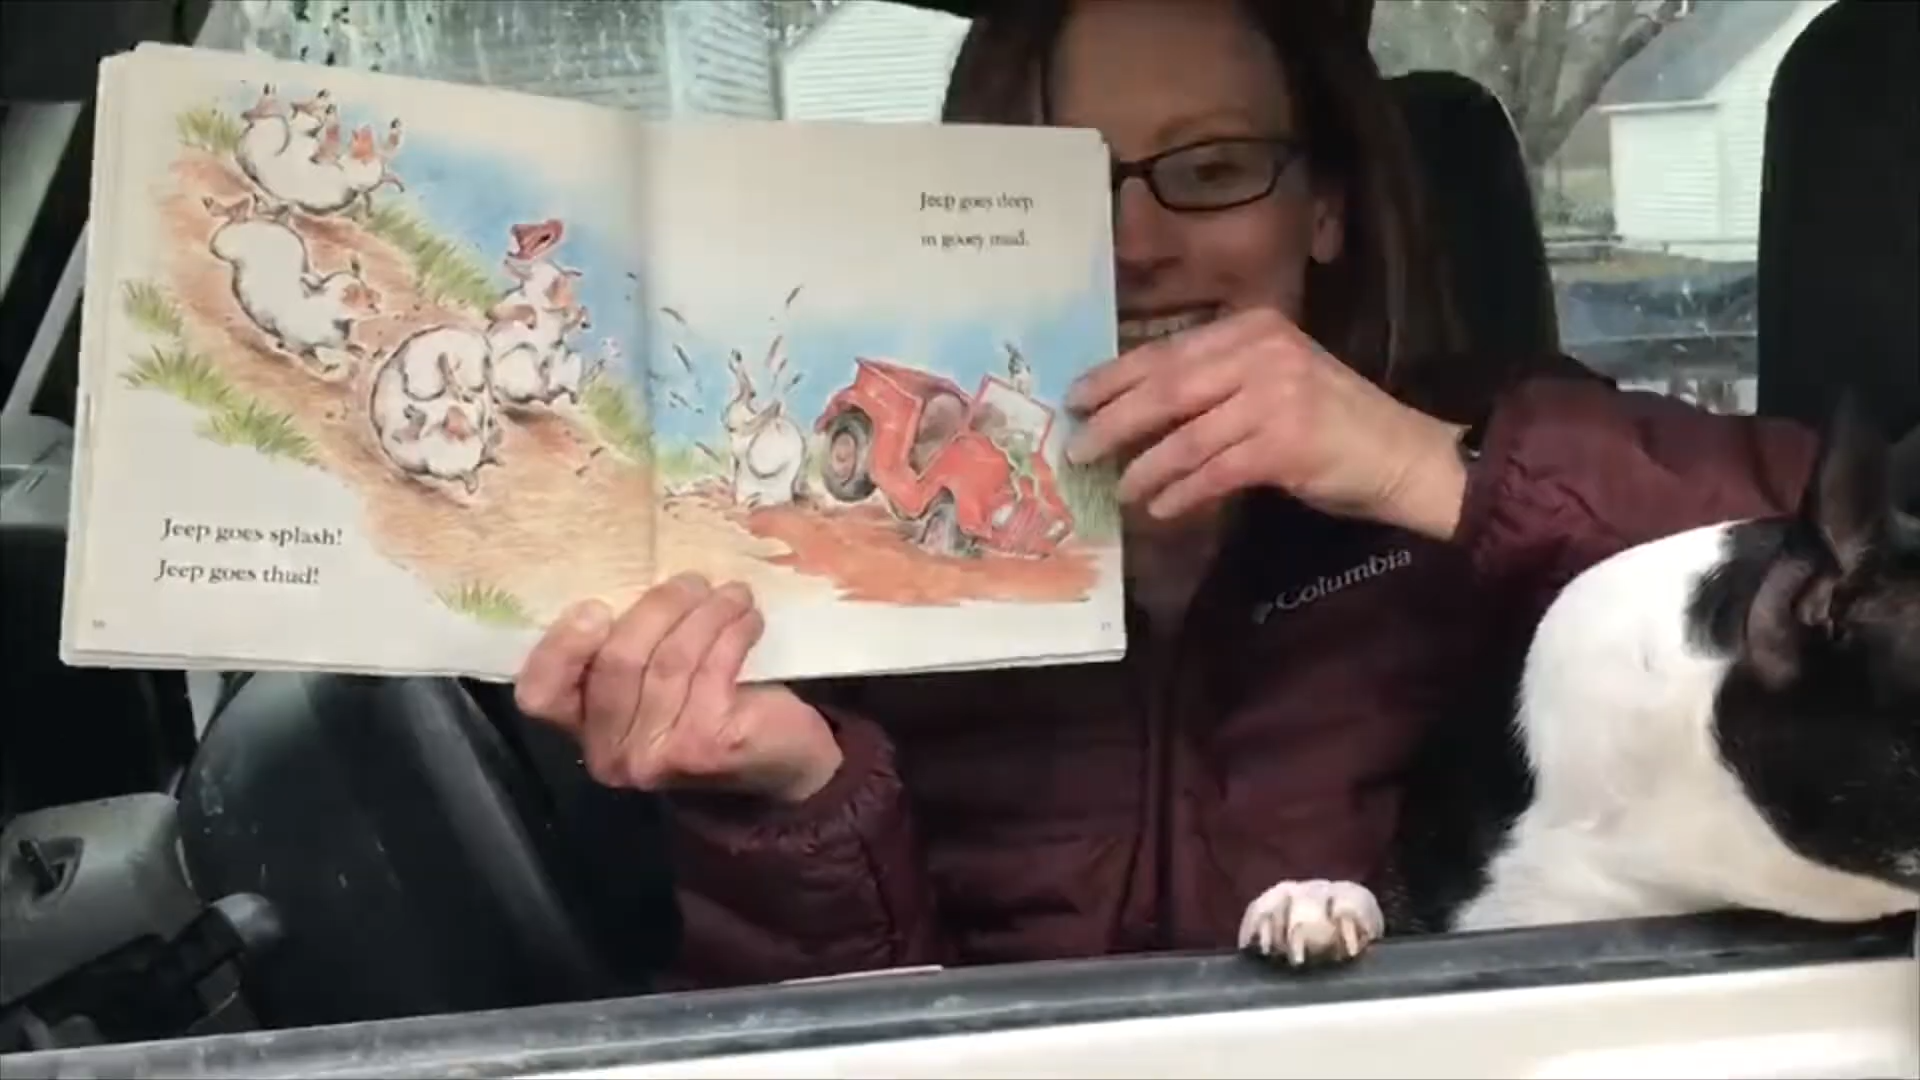 Jeep goes splash!
Jeep goes thud!
Jeep goes deep
in gooey mud.
Columbia